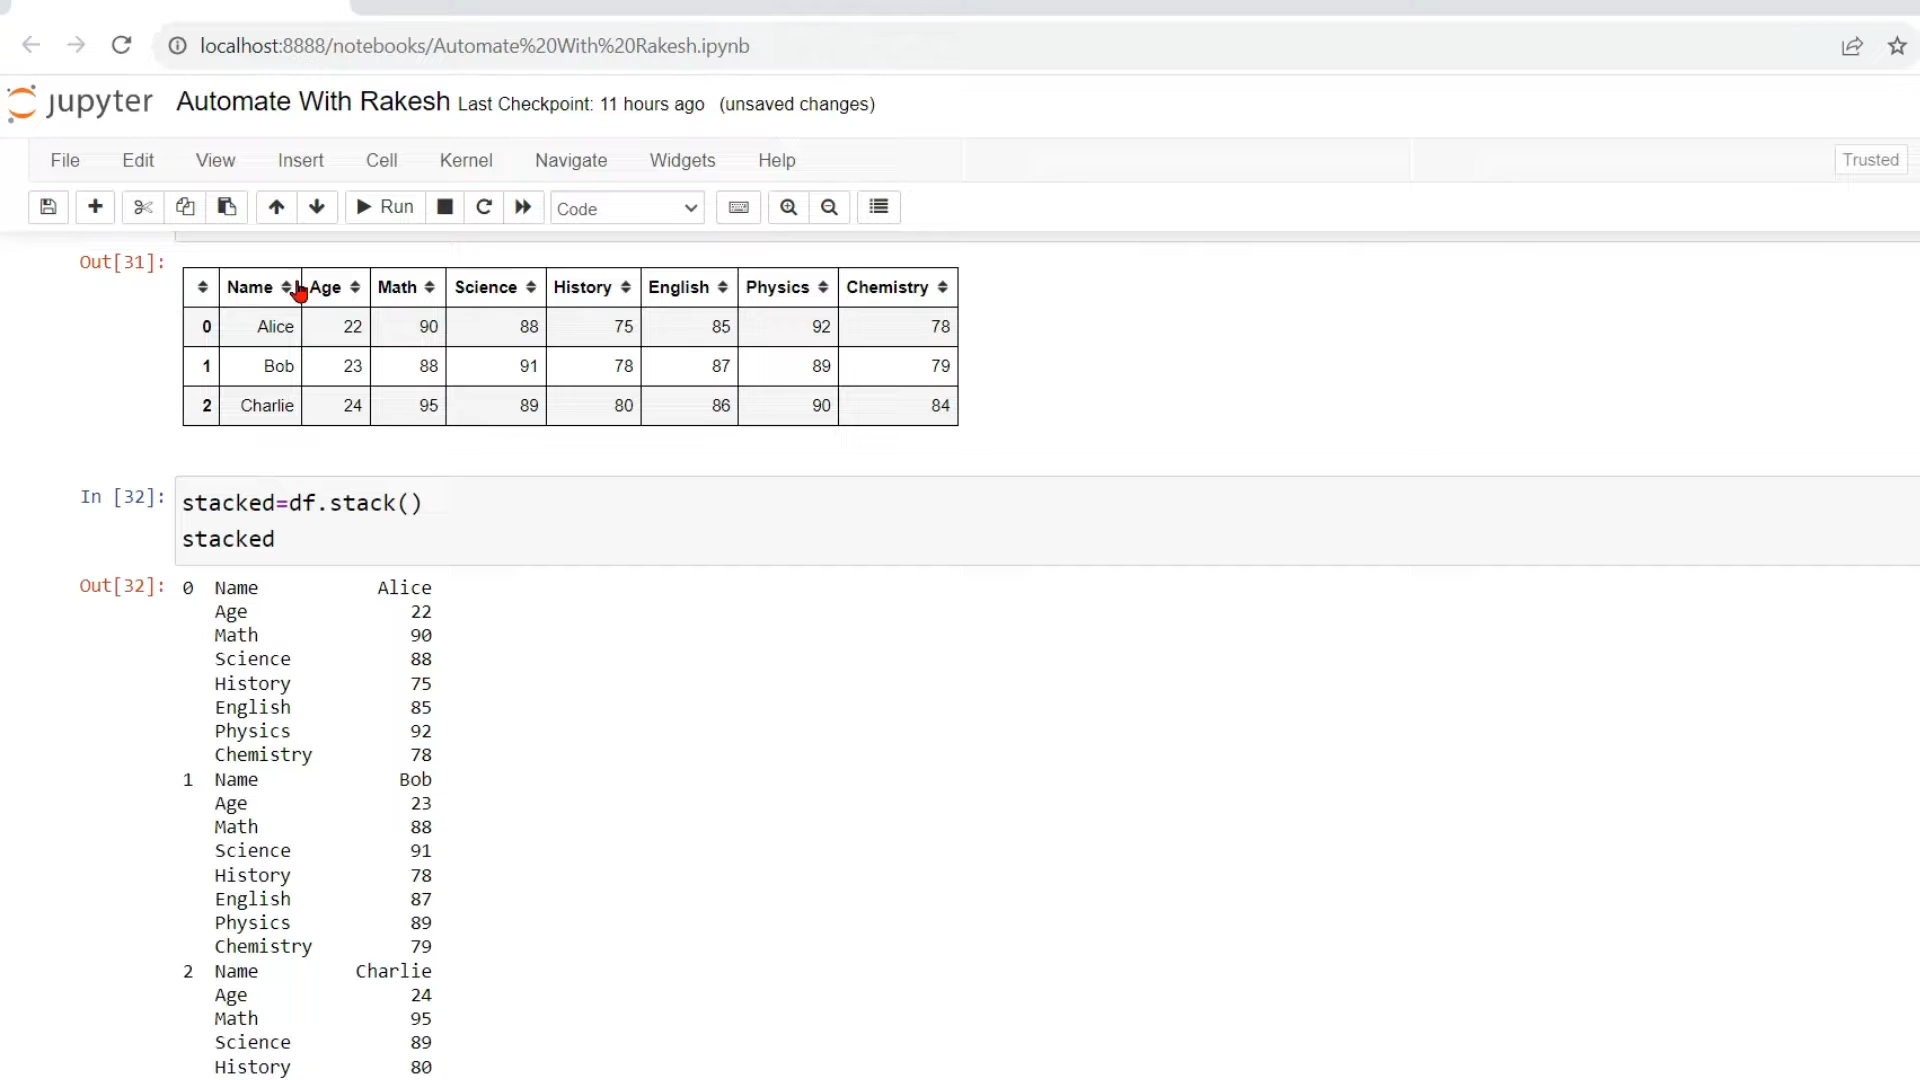 localhost:8888/notebooks/Automate%20With%20Rakesh.ipynb
jupyter Automate With Rakesh Last Checkpoint: 11 hours ago (unsaved changes)
File Edit View Insert Cell Kernel Navigate Widgets Help Trusted
Run Code
Out[31]:
Name Age Math Science History English Physics Chemistry
0 Alice 22 90 88 75 85 92 78
1 Bob 23 88 91 78 87 89 79
2 Charlie 24 95 89 80 86 90 84
In [32]: stacked=df.stack()
stacked
Out[32]: 0 Name Alice
Age 22
Math 90
Science 88
History 75
English 85
Physics 92
Chemistry 78
1 Name Bob
Age 23
Math 88
Science 91
History 78
English 87
Physics 89
Chemistry 79
2 Name Charlie
Age 24
Math 95
Science 89
History 80